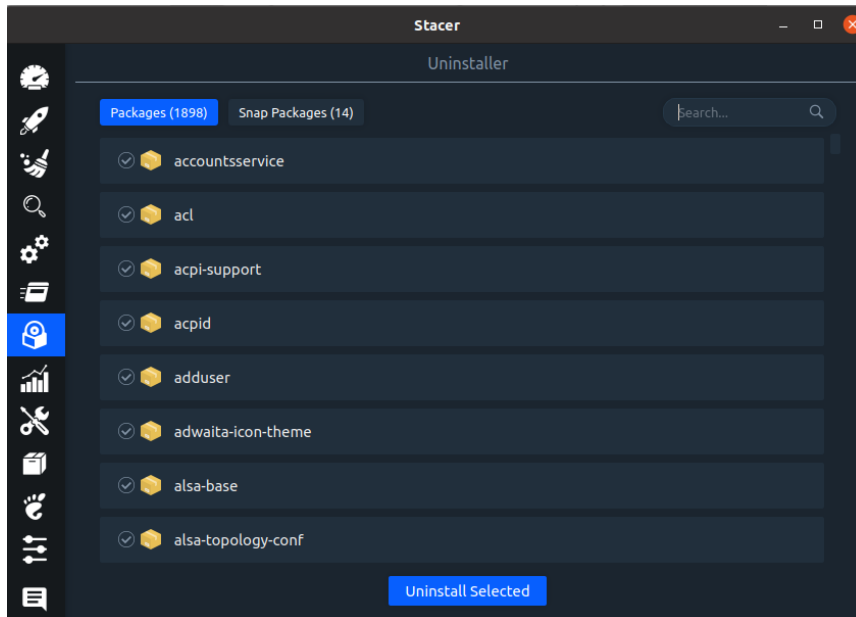 Stacer
Uninstaller
Packages (1898)
Snap Packages (14)
Search...
accountsservice
acl
acpi-support
acpid
adduser
adwaita-icon-theme
alsa-base
alsa-topology-conf
Uninstall Selected